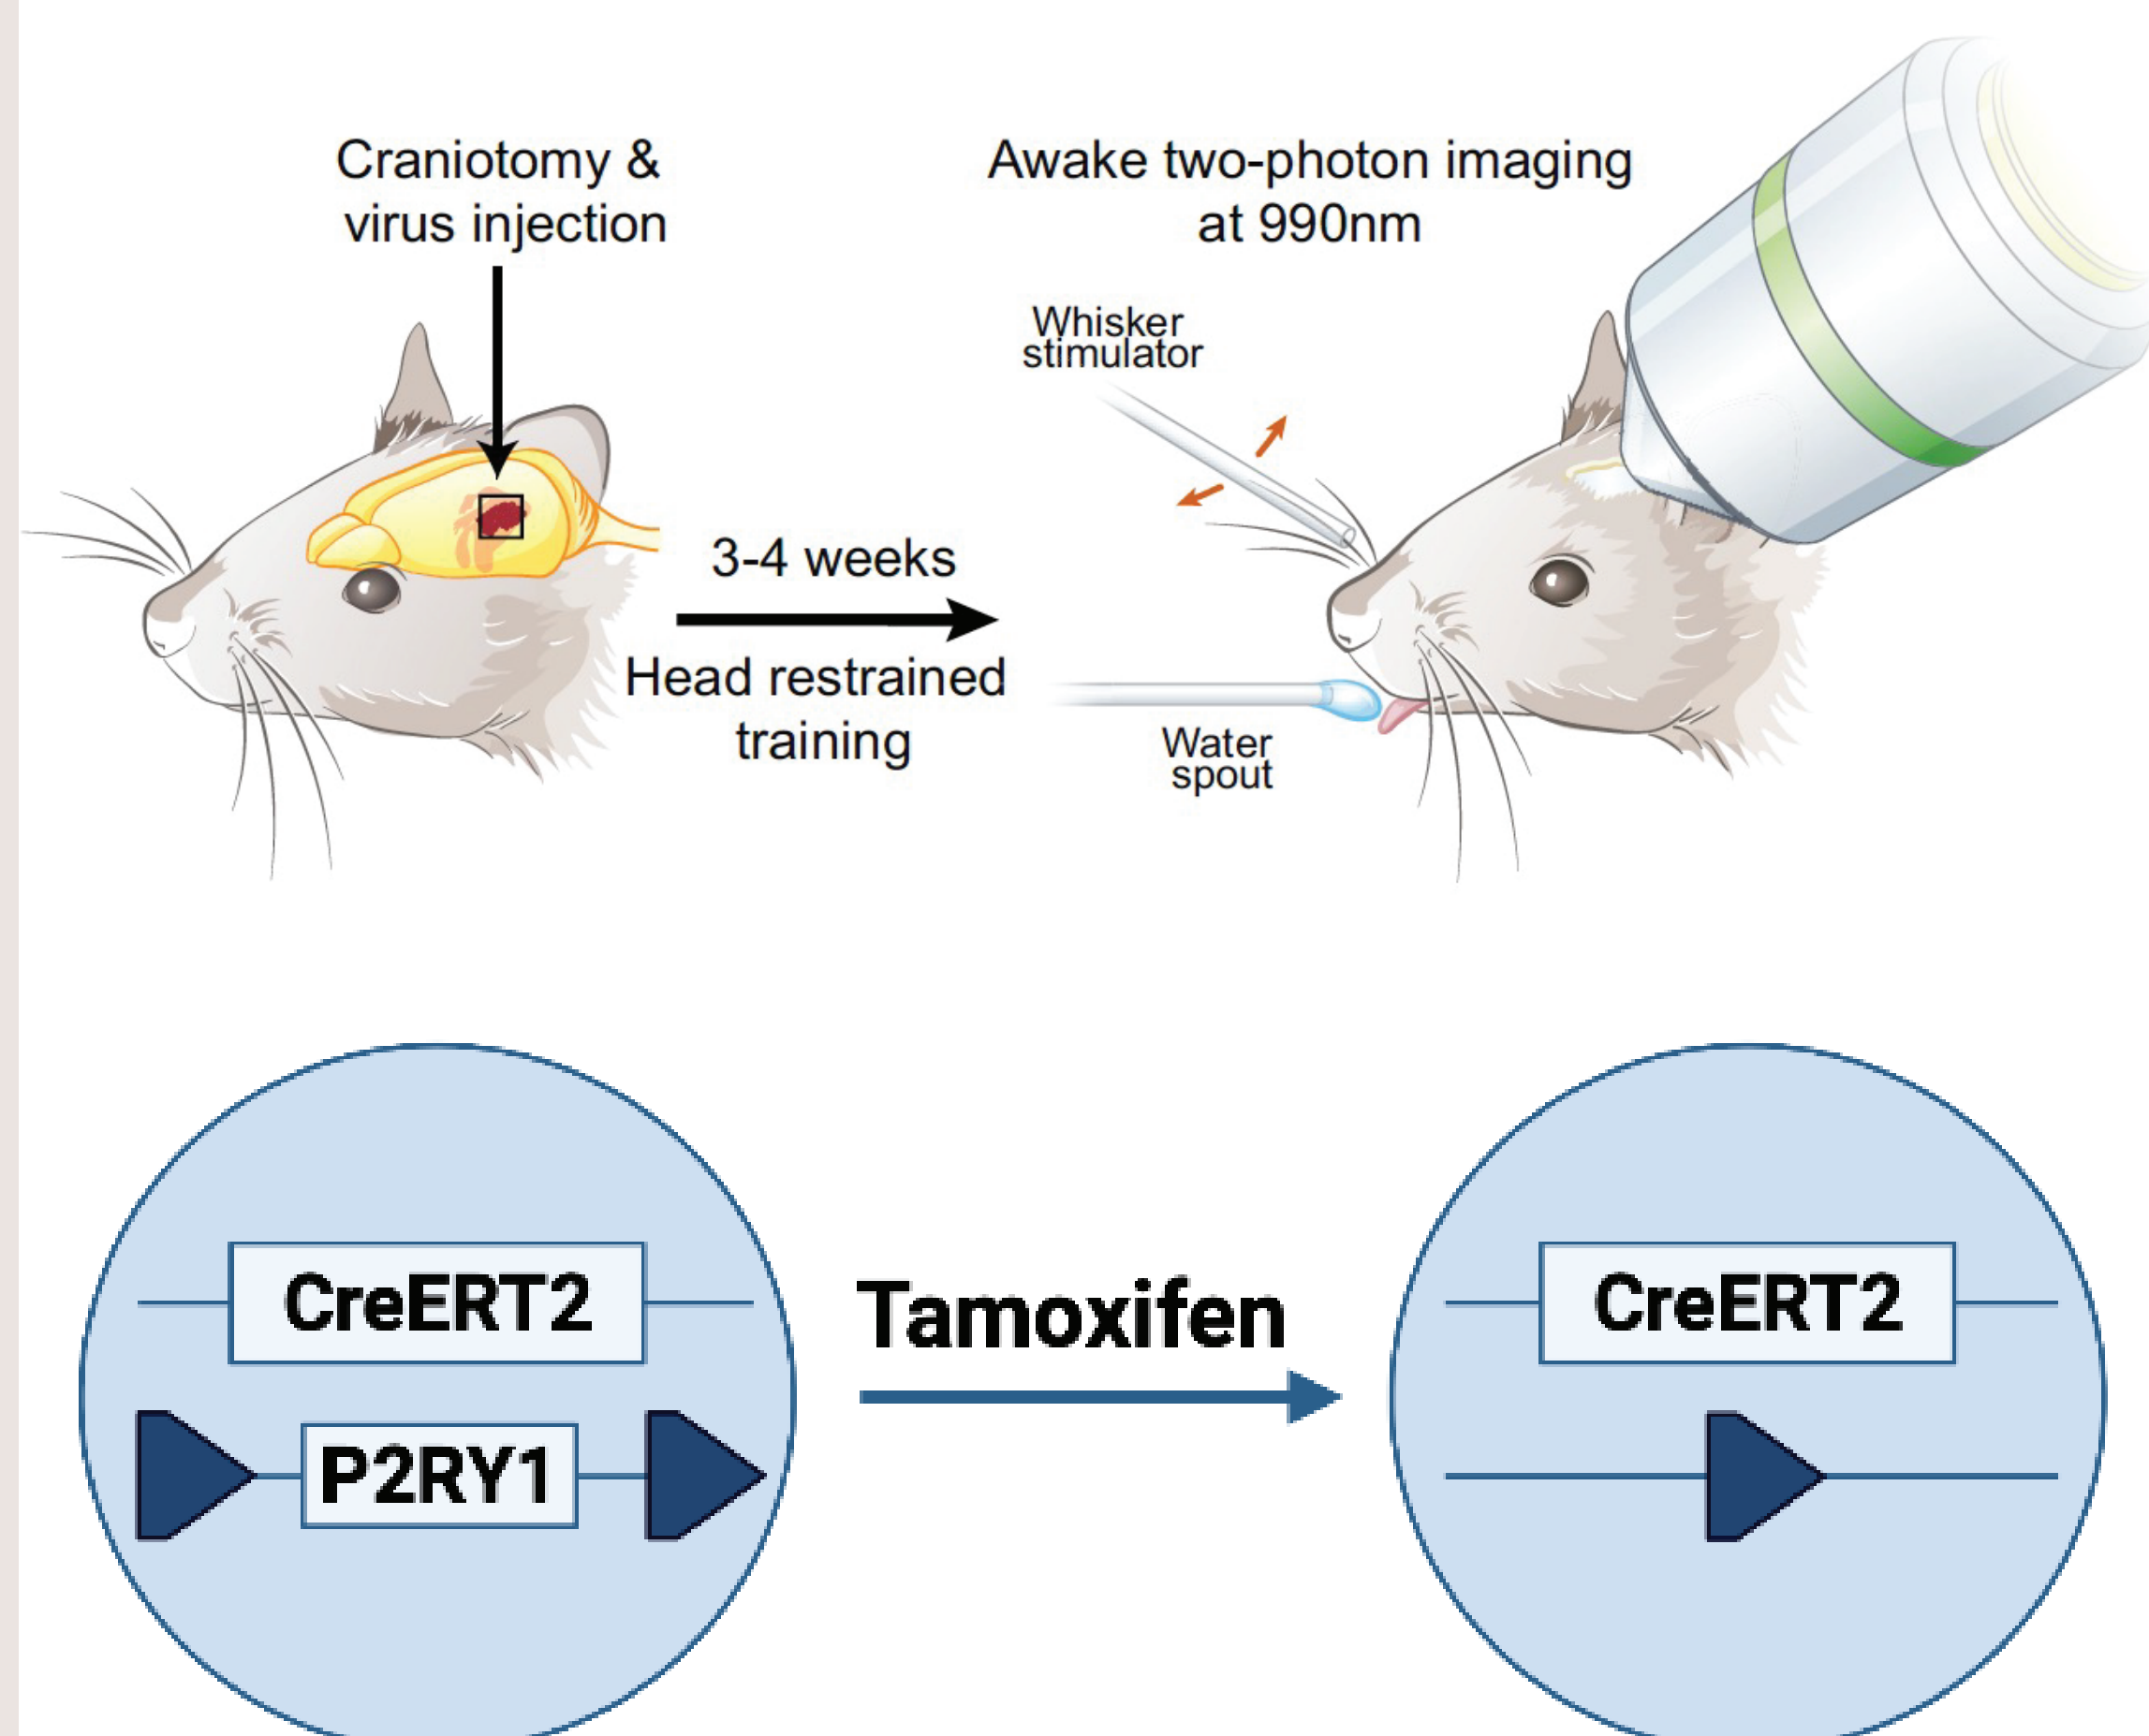 Craniotomy &
virus injection
Awake two-photon imaging
at 990nm
Whisker
stimulator
3-4 weeks
Head restrained
training
Water
spout
CreERT2
P2RY1
Tamoxifen
CreERT2